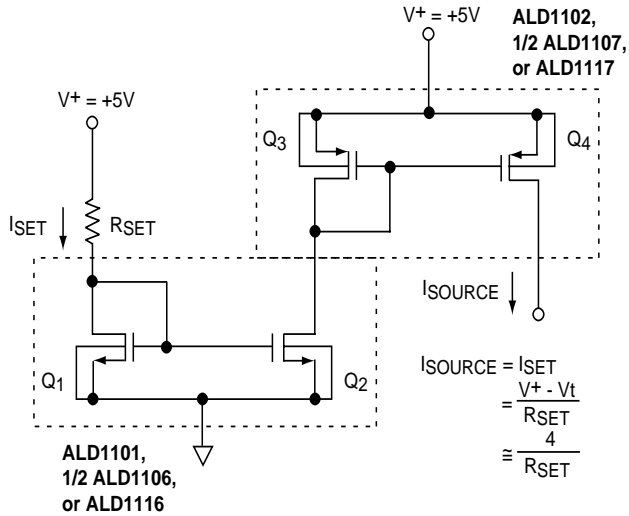 V+ = +5V
ALD1102,
1/2 ALD1107,
or ALD1117
V+ = +5V
Q3
Q4
ISET
RSET
ISOURCE
Q1
Q2
ISOURCE = ISET
= V+ - Vt / RSET
≅ 4 / RSET
ALD1101,
1/2 ALD1106,
or ALD1116